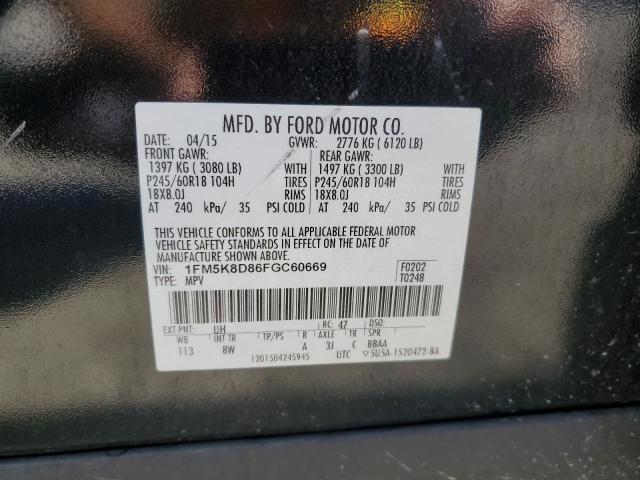 MFD. BY FORD MOTOR CO.
DATE: 04/15 GVWR: 2776 KG ( 6120 LB)
FRONT GAWR: REAR GAWR:
1397 KG ( 3080 LB) WITH 1497 KG ( 3300 LB) WITH
P245/60R18 104H TIRES P245/60R18 104H TIRES
18X8.0J RIMS 18X8.0J RIMS
AT 240 kPa/ 35 PSI COLD AT 240 kPa/ 35 PSI COLD
THIS VEHICLE CONFORMS TO ALL APPLICABLE FEDERAL MOTOR
VEHICLE SAFETY STANDARDS IN EFFECT ON THE DATE OF
MANUFACTURE SHOWN ABOVE.
VIN: 1FM5K8D86FGC60669 F0202
TYPE: MPV T0248
EXT PNT: UH RC: 47 DSO:
WB INT TR TP/PS R AXLE TR SPR
113 8W A 3J C BBAA
1201504245945 UTC ▽5U5A-1520472-BA